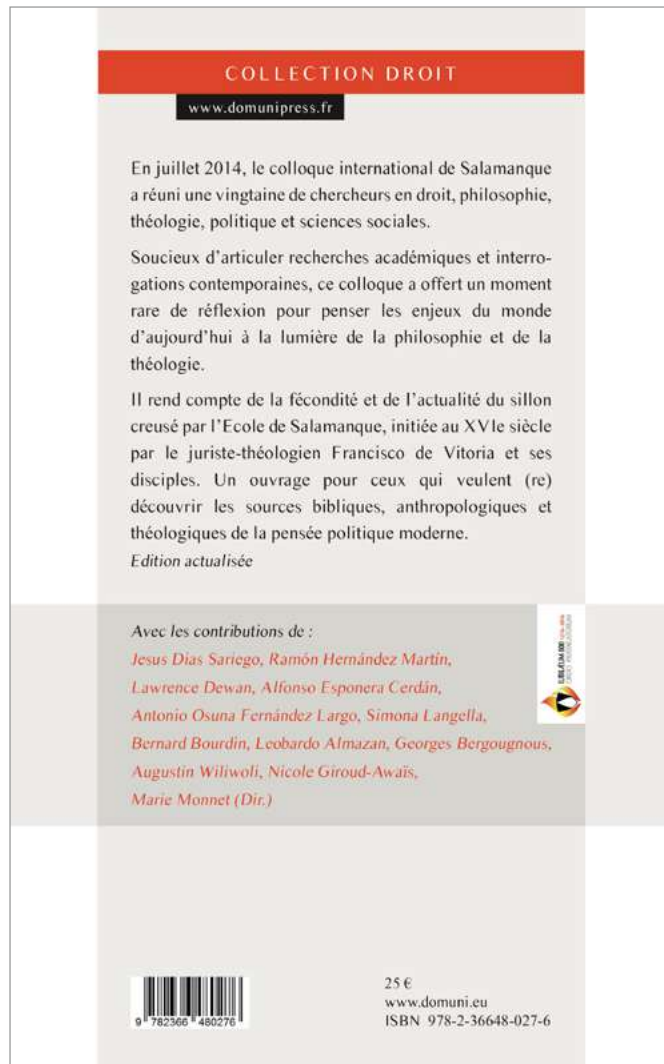 COLLECTION DROIT
www.domunipress.fr
En juillet 2014, le colloque international de Salamanque
a réuni une vingtaine de chercheurs en droit, philosophie,
théologie, politique et sciences sociales.
Soucieux d'articuler recherches académiques et interro-
gations contemporaines, ce colloque a offert un moment
rare de réflexion pour penser les enjeux du monde
d'aujourd'hui à la lumière de la philosophie et de la
théologie.
Il rend compte de la fécondité et de l'actualité du sillon
creusé par l'Ecole de Salamanque, initiée au XVIe siècle
par le juriste-théologien Francisco de Vitoria et ses
disciples. Un ouvrage pour ceux qui veulent (re)
découvrir les sources bibliques, anthropologiques et
théologiques de la pensée politique moderne.
Edition actualisée
Avec les contributions de :
Jesus Dias Sariego, Ramón Hernández Martín,
Lawrence Dewan, Alfonso Esponera Cerdán,
Antonio Osuna Fernández Largo, Simona Langella,
Bernard Bourdin, Leobardo Almazan, Georges Bergougnous,
Augustin Wiliwoli, Nicole Giroud-Awaïs,
Marie Monnet (Dir.)
25 €
www.domuni.eu
ISBN 978-2-36648-027-6
9 782366 480276